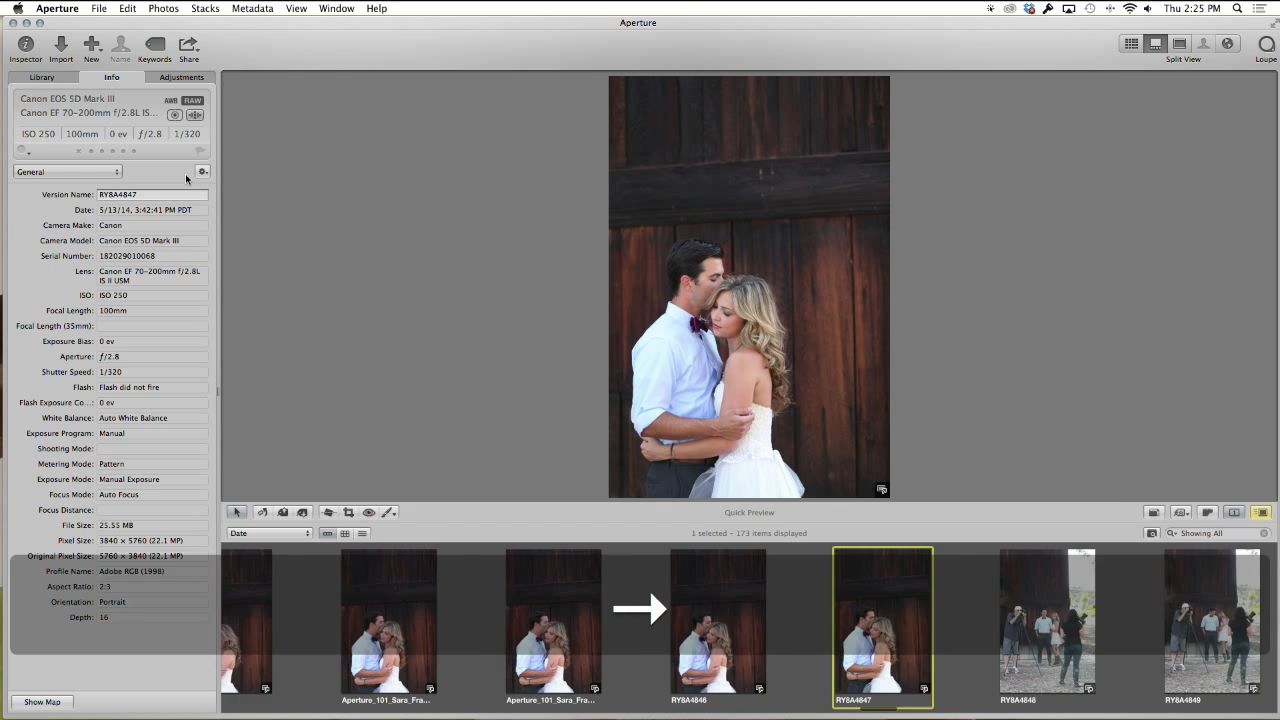 Aperture File Edit Photos Stacks Metadata View Window Help Thu 2:25 PM
Aperture
Inspector Import New Name Keywords Share Split View Loupe
Library Info Adjustments
Canon EOS 5D Mark III AWB RAW
Canon EF 70-200mm f/2.8L IS...
ISO 250 100mm 0 ev ƒ/2.8 1/320
General
Version Name: RY8A4847
Date: 5/13/14, 3:42:41 PM PDT
Camera Make: Canon
Camera Model: Canon EOS 5D Mark III
Serial Number: 182029010068
Lens: Canon EF 70-200mm f/2.8L
IS II USM
ISO: ISO 250
Focal Length: 100mm
Focal Length (35mm):
Exposure Bias: 0 ev
Aperture: ƒ/2.8
Shutter Speed: 1/320
Flash: Flash did not fire
Flash Exposure Co...: 0 ev
White Balance: Auto White Balance
Exposure Program: Manual
Shooting Mode:
Metering Mode: Pattern
Exposure Mode: Manual Exposure
Focus Mode: Auto Focus
Focus Distance:
File Size: 25.55 MB
Pixel Size: 3840 × 5760 (22.1 MP)
Original Pixel Size: 5760 × 3840 (22.1 MP)
Profile Name: Adobe RGB (1998)
Aspect Ratio: 2:3
Orientation: Portrait
Depth: 16
Show Map
Quick Preview
Date 1 selected - 173 items displayed Showing All
Aperture_101_Sara_Fra... Aperture_101_Sara_Fra... RY8A4846 RY8A4847 RY8A4848 RY8A4849